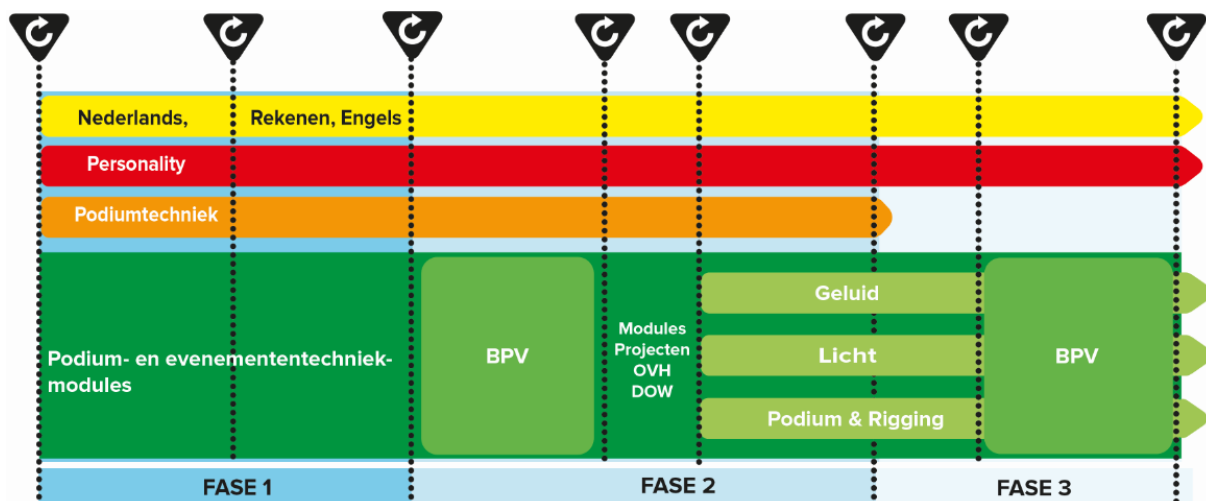 Nederlands, Rekenen, Engels
Personality
Podiumtechniek
Podium- en evenemententechniek-
modules
BPV
Modules
Projecten
OVH
DOW
Geluid
Licht
Podium & Rigging
BPV
FASE 1
FASE 2
FASE 3